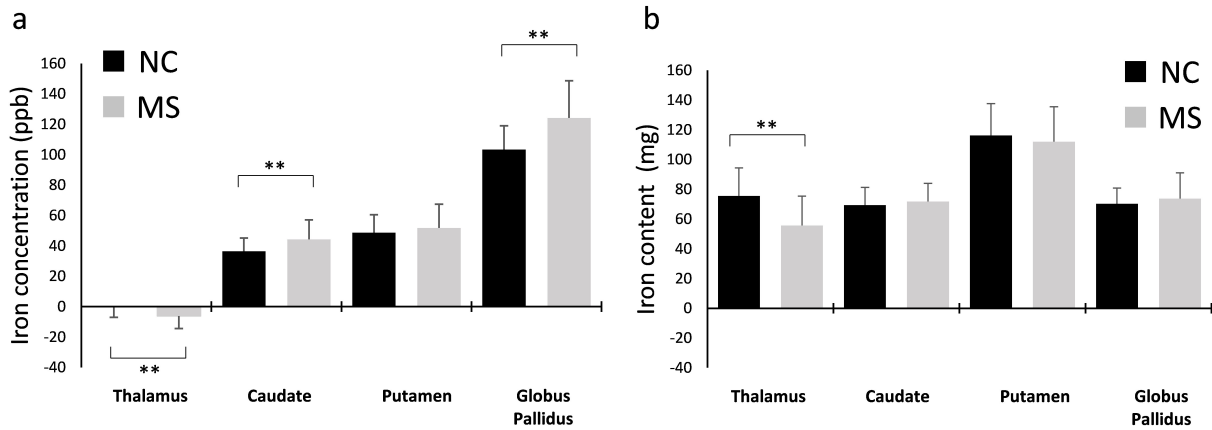 a
NC
MS
**
**
**
Iron concentration (ppb)
160
140
120
100
80
60
40
20
0
-20
-40
Thalamus
Caudate
Putamen
Globus
Pallidus
b
NC
MS
**
Iron content (mg)
160
140
120
100
80
60
40
20
0
-20
-40
Thalamus
Caudate
Putamen
Globus
Pallidus